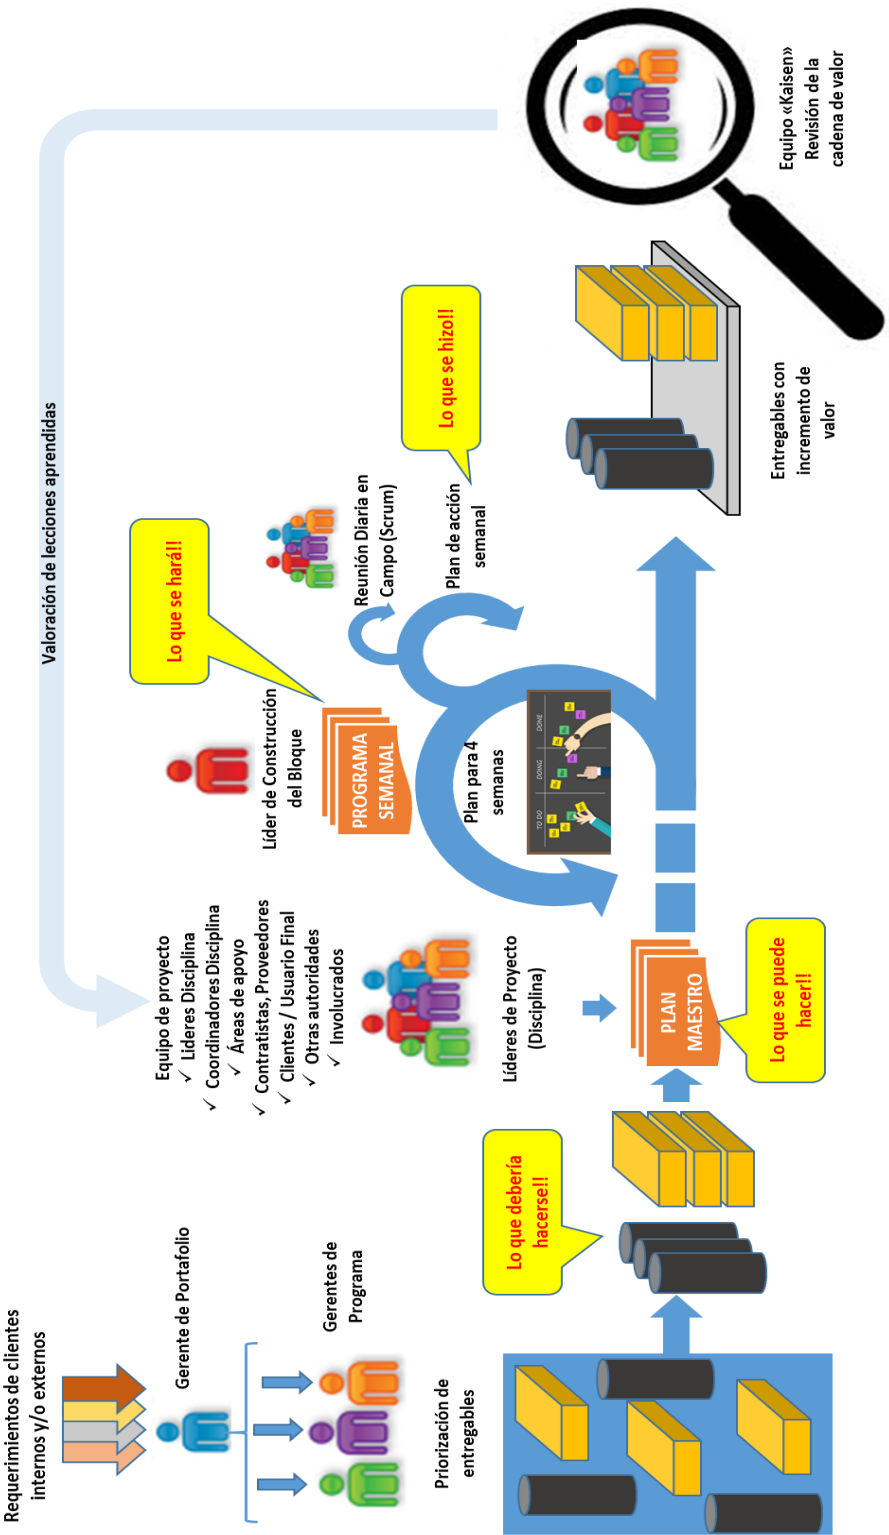 Requerimientos de clientes
internos y/o externos
Gerente de Portafolio
Gerentes de
Programa
Priorización de
entregables
Lo que debería
hacerse!!
Valoración de lecciones aprendidas
Equipo de proyecto
✓ Lideres Disciplina
✓ Coordinadores Disciplina
✓ Áreas de apoyo
✓ Contratistas, Proveedores
✓ Clientes / Usuario Final
✓ Otras autoridades
✓ Involucrados
Líderes de Proyecto
(Disciplina)
PLAN
MAESTRO
Lo que se puede
hacer!!
Lo que se hará!!
Líder de Construcción
del Bloque
PROGRAMA
SEMANAL
Plan para 4
semanas
TO DO
DOING
DONE
Reunión Diaria en
Campo (Scrum)
Lo que se hizo!!
Plan de acción
semanal
Entregables con
incremento de
valor
Equipo «Kaisen»
Revisión de la
cadena de valor